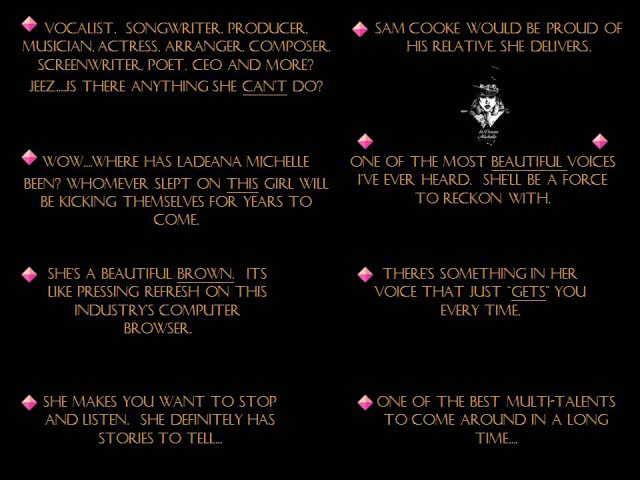 VOCALIST, SONGWRITER, PRODUCER,
MUSICIAN, ACTRESS, ARRANGER, COMPOSER,
SCREENWRITER, POET, CEO AND MORE?
JEEZ....IS THERE ANYTHING SHE CAN'T DO?
SAM COOKE WOULD BE PROUD OF
HIS RELATIVE. SHE DELIVERS.
WOW....WHERE HAS LADEANA MICHELLE
BEEN? WHOMEVER SLEPT ON THIS GIRL WILL
BE KICKING THEMSELVES FOR YEARS TO
COME.
ONE OF THE MOST BEAUTIFUL VOICES
I'VE EVER HEARD. SHE'LL BE A FORCE
TO RECKON WITH.
SHE'S A BEAUTIFUL BROWN. ITS
LIKE PRESSING REFRESH ON THIS
INDUSTRY'S COMPUTER
BROWSER.
THERE'S SOMETHING IN HER
VOICE THAT JUST "GETS" YOU
EVERY TIME.
SHE MAKES YOU WANT TO STOP
AND LISTEN. SHE DEFINITELY HAS
STORIES TO TELL...
ONE OF THE BEST MULTI-TALENTS
TO COME AROUND IN A LONG
TIME....